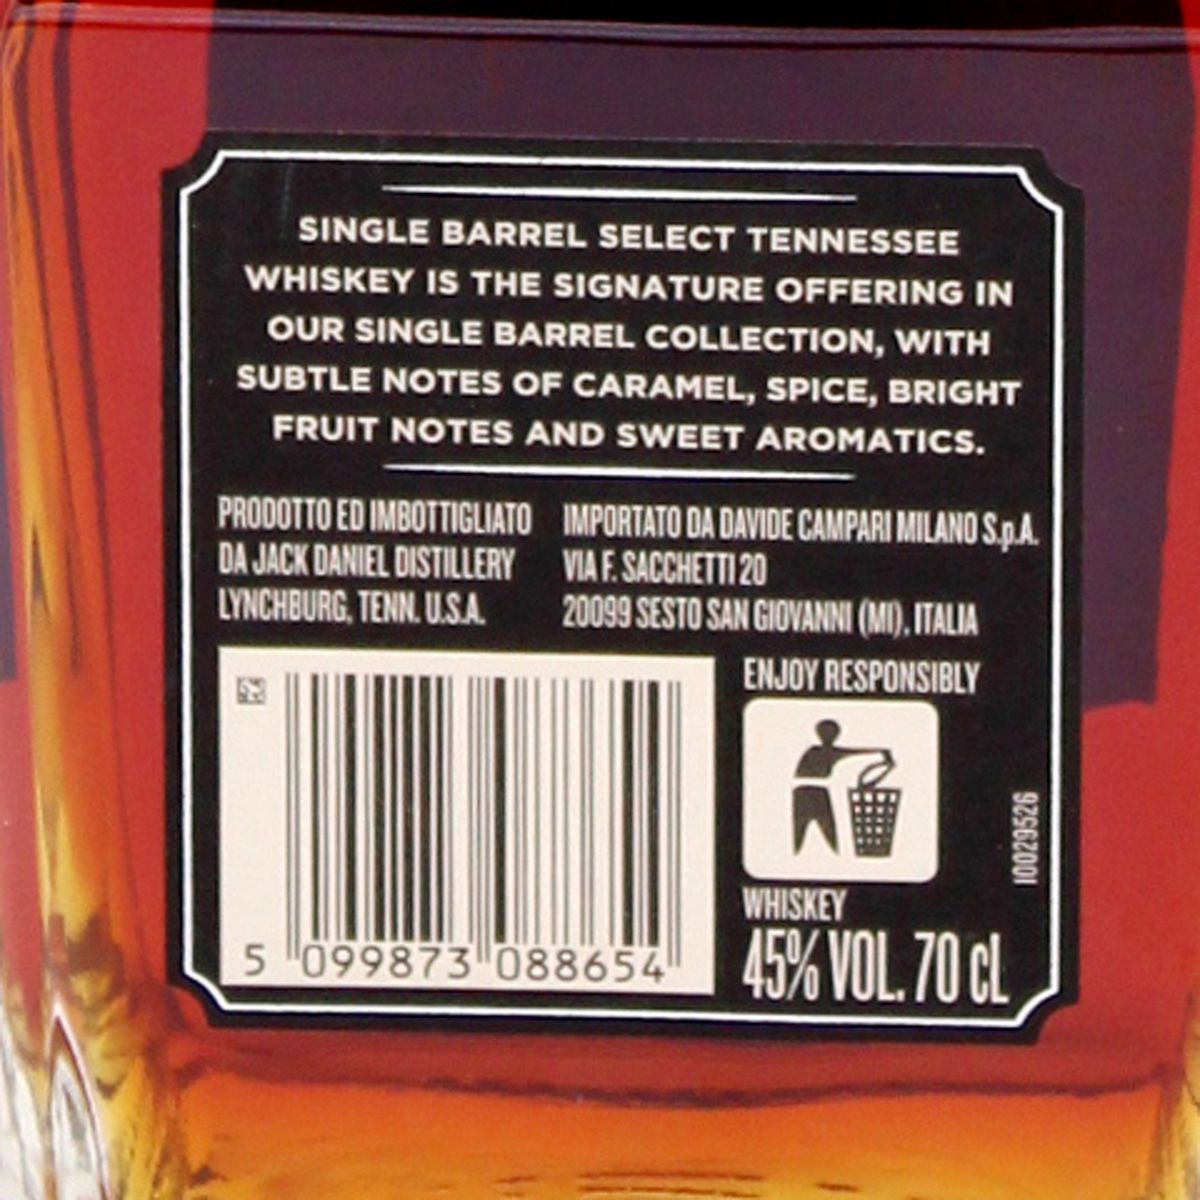 SINGLE BARREL SELECT TENNESSEE
WHISKEY IS THE SIGNATURE OFFERING IN
OUR SINGLE BARREL COLLECTION, WITH
SUBTLE NOTES OF CARAMEL, SPICE, BRIGHT
FRUIT NOTES AND SWEET AROMATICS.
PRODOTTO ED IMBOTTIGLIATO
DA JACK DANIEL DISTILLERY
LYNCHBURG, TENN. U.S.A.
IMPORTATO DA DAVIDE CAMPARI MILANO S.p.A.
VIA F. SACCHETTI 20
20099 SESTO SAN GIOVANNI (MI), ITALIA
ENJOY RESPONSIBLY
10029526
WHISKEY
45% VOL. 70 cL
5 099873 088654